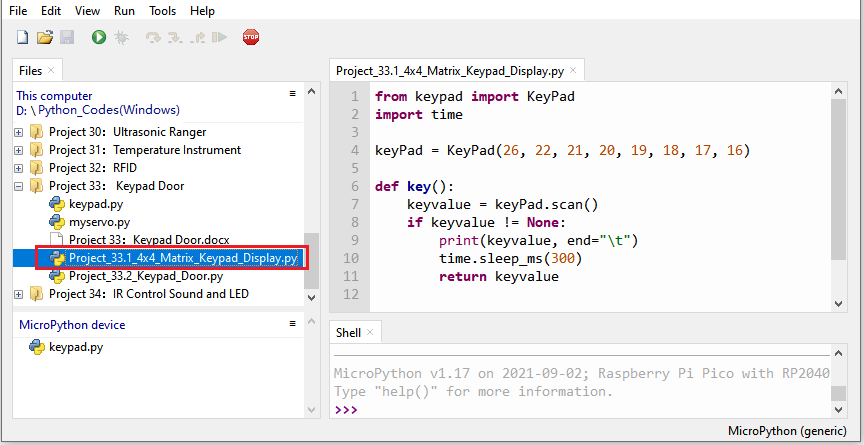 File Edit View Run Tools Help
STOP
Files
This computer
D: \Python_Codes(Windows)
Project 30：Ultrasonic Ranger
Project 31：Temperature Instrument
Project 32：RFID
Project 33： Keypad Door
keypad.py
myservo.py
Project 33：Keypad Door.docx
Project_33.1_4x4_Matrix_Keypad_Display.py
Project_33.2_Keypad_Door.py
Project 34：IR Control Sound and LED
MicroPython device
keypad.py
Project_33.1_4x4_Matrix_Keypad_Display.py
1 from keypad import KeyPad
2 import time
3
4 keyPad = KeyPad(26, 22, 21, 20, 19, 18, 17, 16)
5
6 def key():
7 keyvalue = keyPad.scan()
8 if keyvalue != None:
9 print(keyvalue, end="\t")
10 time.sleep_ms(300)
11 return keyvalue
12
Shell
MicroPython v1.17 on 2021-09-02; Raspberry Pi Pico with RP2040
Type "help()" for more information.
>>>
MicroPython (generic)